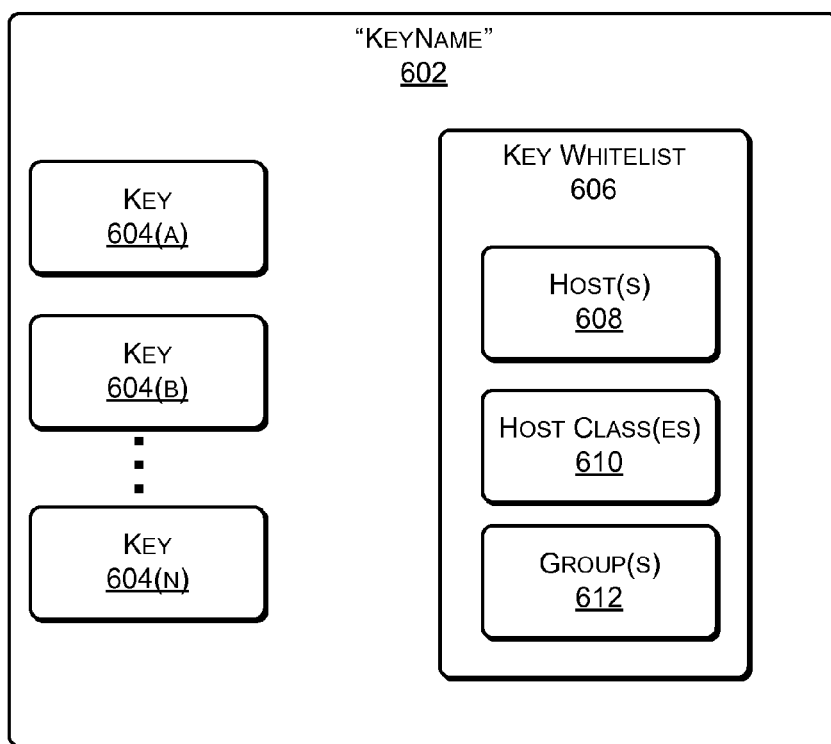 “KEYNAME”
602
KEY
604(A)
KEY
604(B)
KEY
604(N)
KEY WHITELIST
606
HOST(S)
608
HOST CLASS(ES)
610
GROUP(S)
612